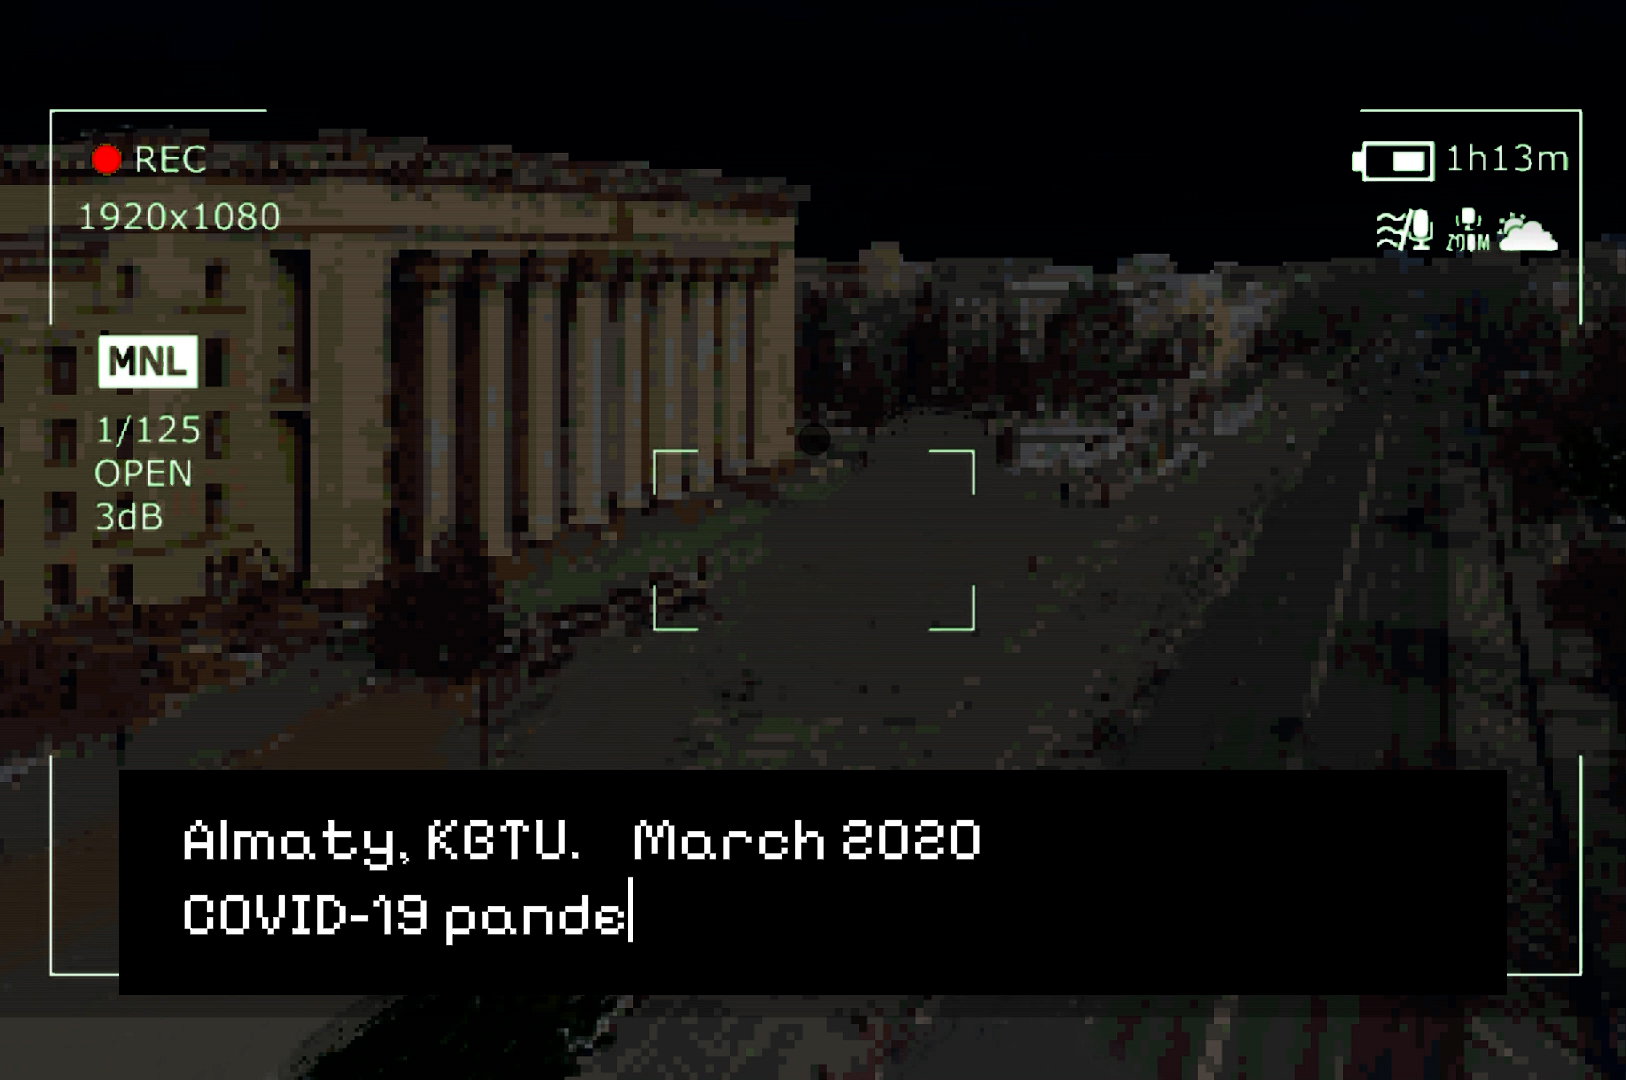 REC
1920x1080
1h13m
ZOOM
MNL
1/125
OPEN
3dB
Almaty, KBTU. March 2020
COVID-19 pande